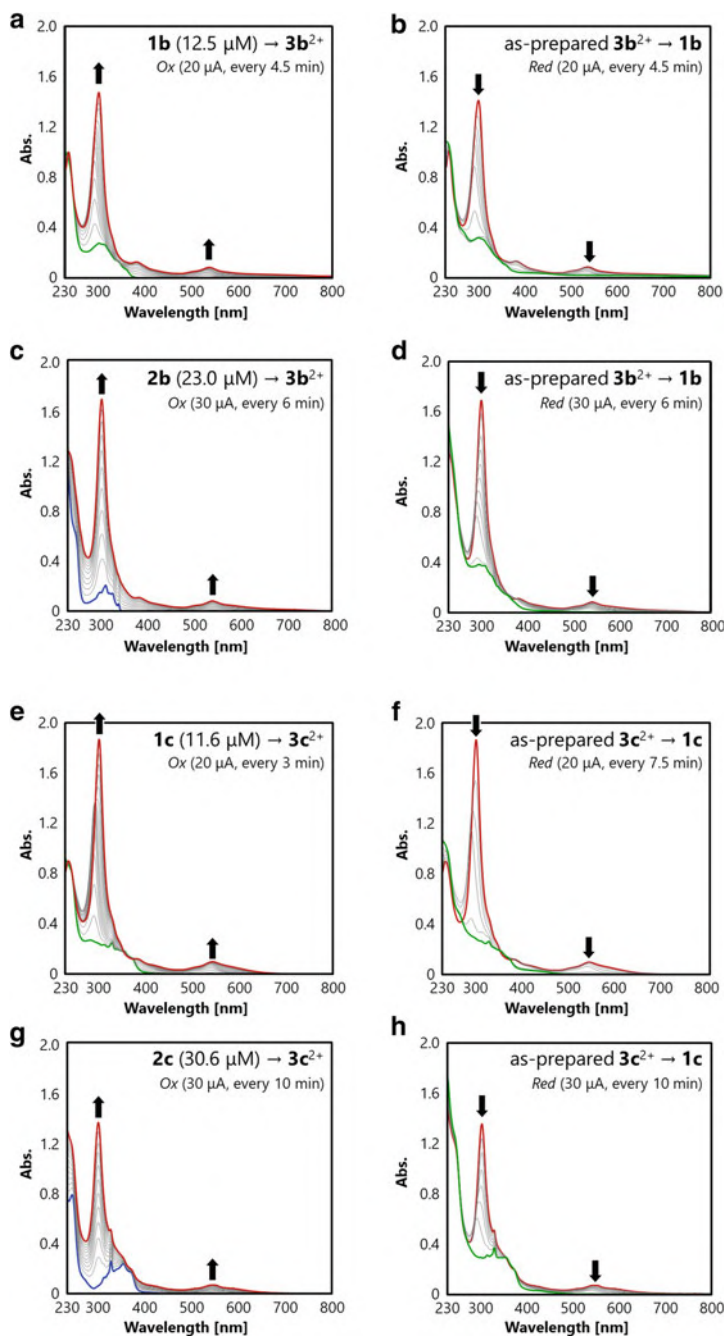 a
1b (12.5 µM) → 3b2+
Ox (20 µA, every 4.5 min)
2.0
1.6
1.2
0.8
0.4
0
Abs.
230 300 400 500 600 700 800
Wavelength [nm]
b
as-prepared 3b2+ → 1b
Red (20 µA, every 4.5 min)
2.0
1.6
1.2
0.8
0.4
0
Abs.
230 300 400 500 600 700 800
Wavelength [nm]
c
2b (23.0 µM) → 3b2+
Ox (30 µA, every 6 min)
2.0
1.6
1.2
0.8
0.4
0
Abs.
230 300 400 500 600 700 800
Wavelength [nm]
d
as-prepared 3b2+ → 1b
Red (30 µA, every 6 min)
2.0
1.6
1.2
0.8
0.4
0
Abs.
230 300 400 500 600 700 800
Wavelength [nm]
e
1c (11.6 µM) → 3c2+
Ox (20 µA, every 3 min)
2.0
1.6
1.2
0.8
0.4
0
Abs.
230 300 400 500 600 700 800
Wavelength [nm]
f
as-prepared 3c2+ → 1c
Red (20 µA, every 7.5 min)
2.0
1.6
1.2
0.8
0.4
0
Abs.
230 300 400 500 600 700 800
Wavelength [nm]
g
2c (30.6 µM) → 3c2+
Ox (30 µA, every 10 min)
2.0
1.6
1.2
0.8
0.4
0
Abs.
230 300 400 500 600 700 800
Wavelength [nm]
h
as-prepared 3c2+ → 1c
Red (30 µA, every 10 min)
2.0
1.6
1.2
0.8
0.4
0
Abs.
230 300 400 500 600 700 800
Wavelength [nm]